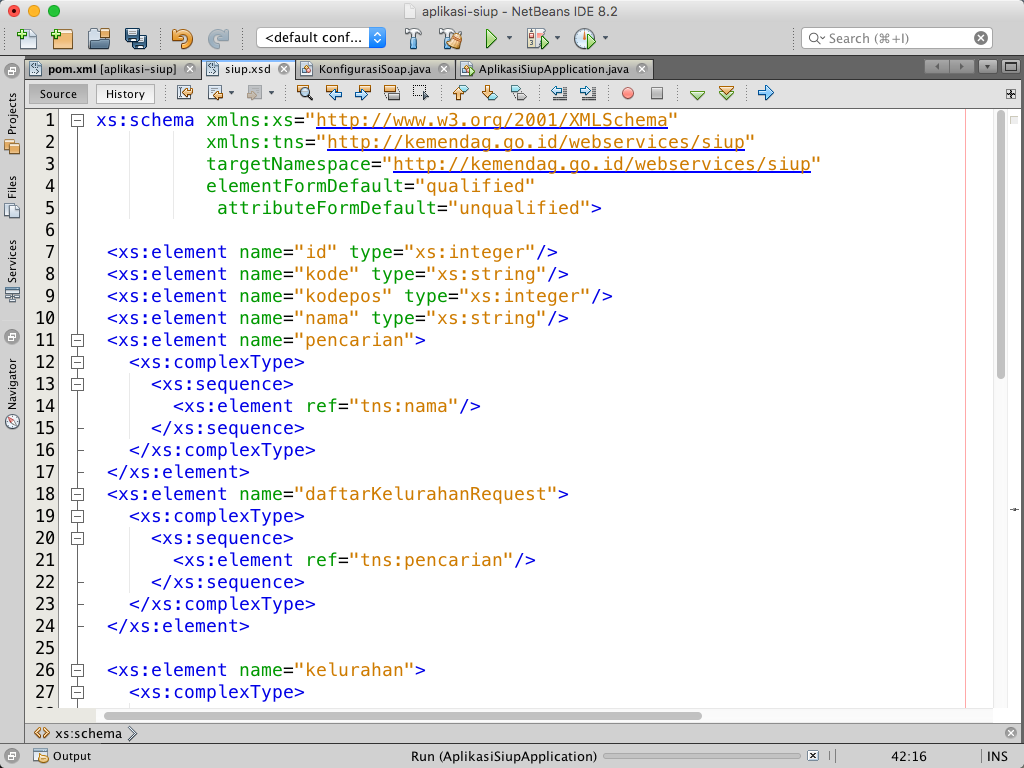 aplikasi-siup - NetBeans IDE 8.2
<default conf...
Search (⌘+I)
pom.xml [aplikasi-siup]
siup.xsd
KonfigurasiSoap.java
AplikasiSiupApplication.java
Source
History
Projects
Files
Services
Navigator
1 xs:schema xmlns:xs="http://www.w3.org/2001/XMLSchema"
2 xmlns:tns="http://kemendag.go.id/webservices/siup"
3 targetNamespace="http://kemendag.go.id/webservices/siup"
4 elementFormDefault="qualified"
5 attributeFormDefault="unqualified">
6
7 <xs:element name="id" type="xs:integer"/>
8 <xs:element name="kode" type="xs:string"/>
9 <xs:element name="kodepos" type="xs:integer"/>
10 <xs:element name="nama" type="xs:string"/>
11 <xs:element name="pencarian">
12 <xs:complexType>
13 <xs:sequence>
14 <xs:element ref="tns:nama"/>
15 </xs:sequence>
16 </xs:complexType>
17 </xs:element>
18 <xs:element name="daftarKelurahanRequest">
19 <xs:complexType>
20 <xs:sequence>
21 <xs:element ref="tns:pencarian"/>
22 </xs:sequence>
23 </xs:complexType>
24 </xs:element>
25
26 <xs:element name="kelurahan">
27 <xs:complexType>
xs:schema
Output
Run (AplikasiSiupApplication)
42:16
INS